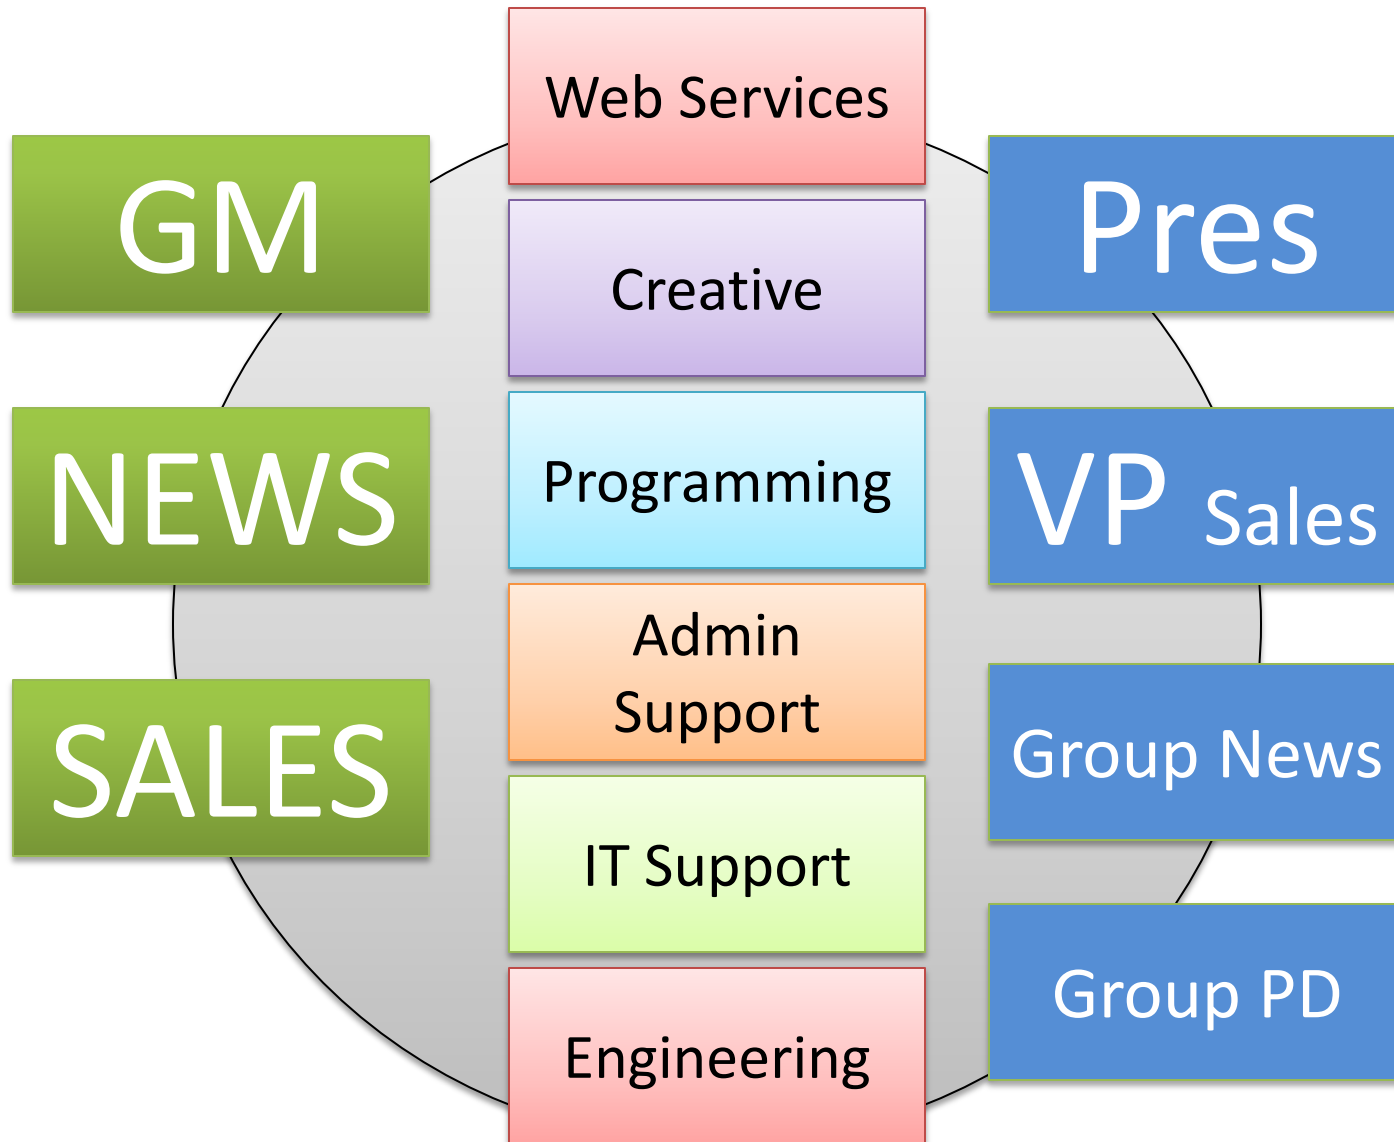 Web Services
GM
Pres
Creative
NEWS
Programming
VP Sales
Admin
Support
SALES
Group News
IT Support
Group PD
Engineering